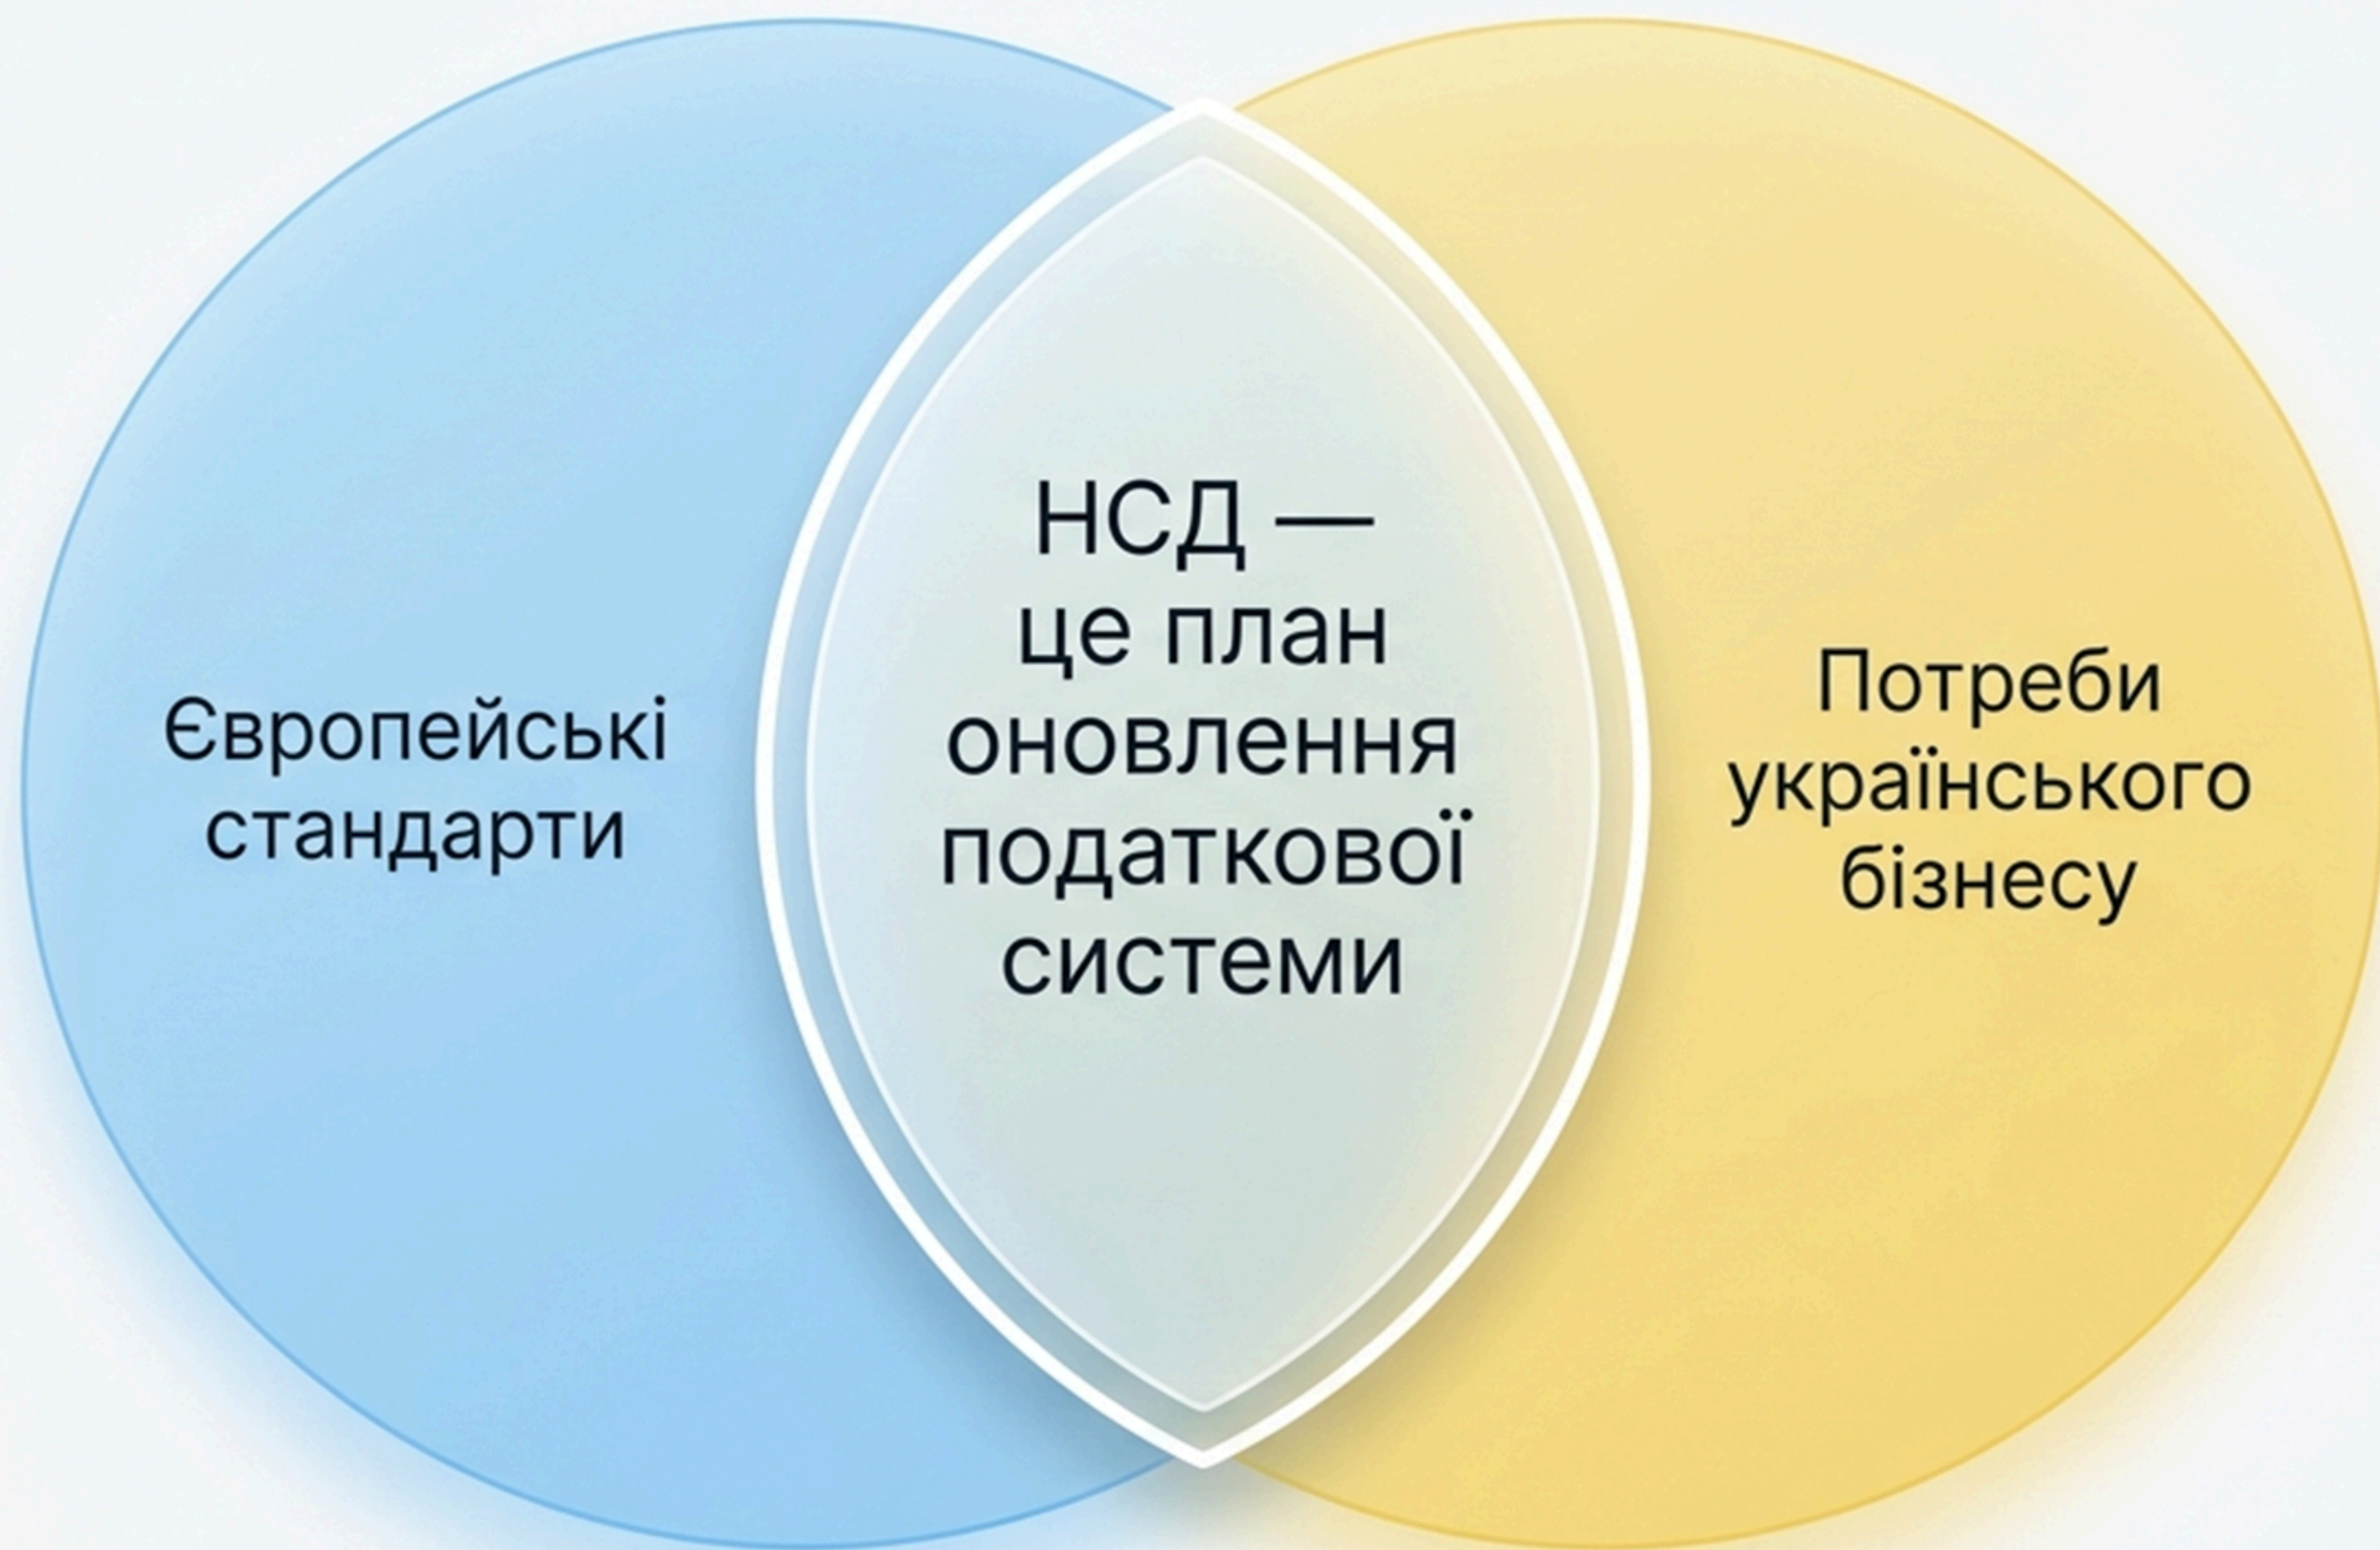 Європейські
стандарти
НСД —
це план
оновлення
податкової
системи
Потреби
українського
бізнесу